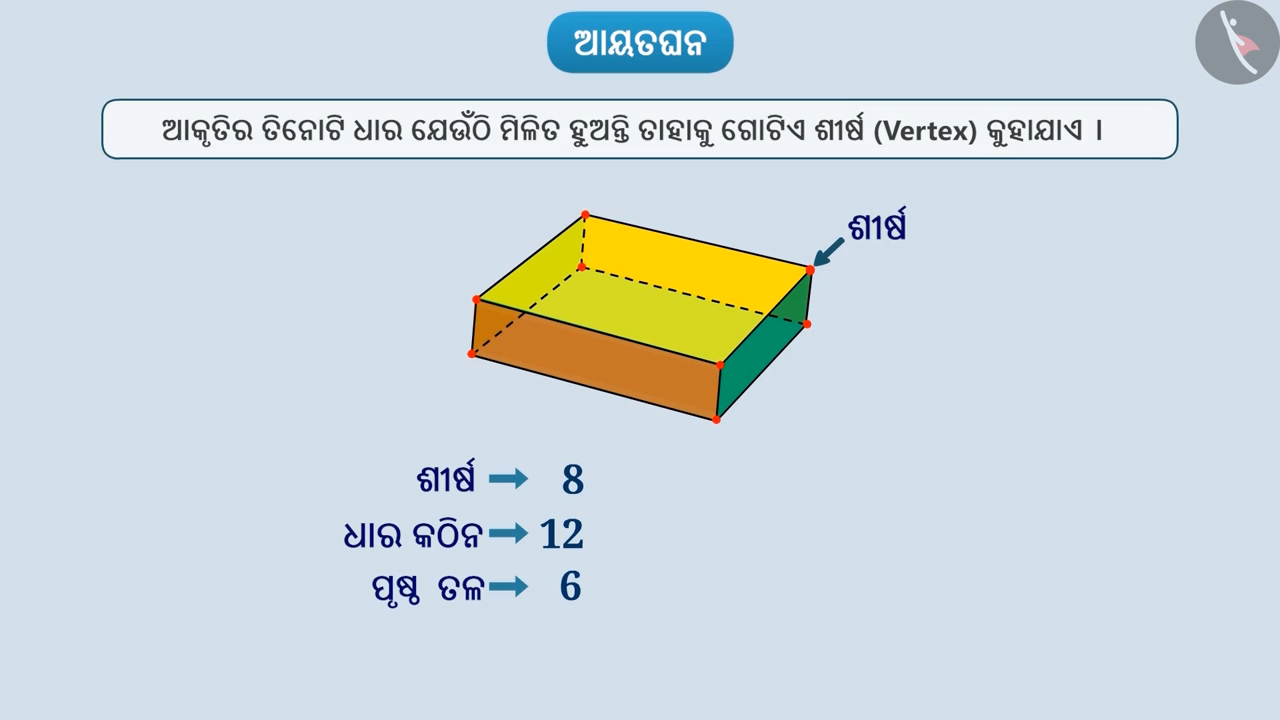 ଆୟତଘନ
ଆକୃତିର ତିନୋଟି ଧାର ଯେଉଁଠି ମିଳିତ ହୁଅନ୍ତି ତାହାକୁ ଗୋଟିଏ ଶୀର୍ଷ (Vertex) କୁହାଯାଏ ।
ଶୀର୍ଷ
ଶୀର୍ଷ → 8
ଧାର କଠିନ → 12
ପୃଷ୍ଠ ତଳ → 6